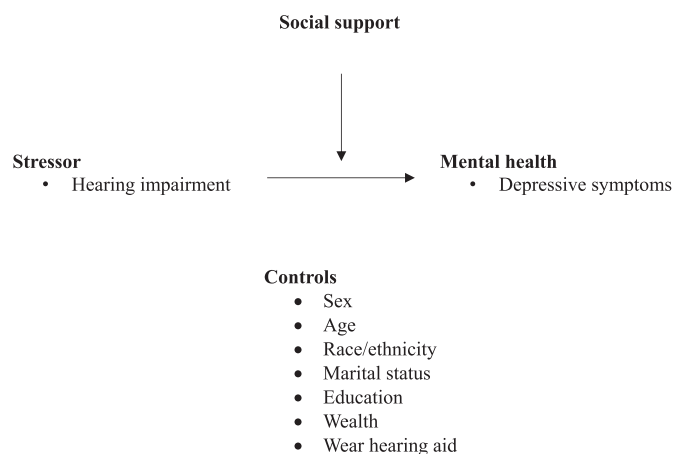 Social support
Stressor
• Hearing impairment
Mental health
• Depressive symptoms
Controls
• Sex
• Age
• Race/ethnicity
• Marital status
• Education
• Wealth
• Wear hearing aid